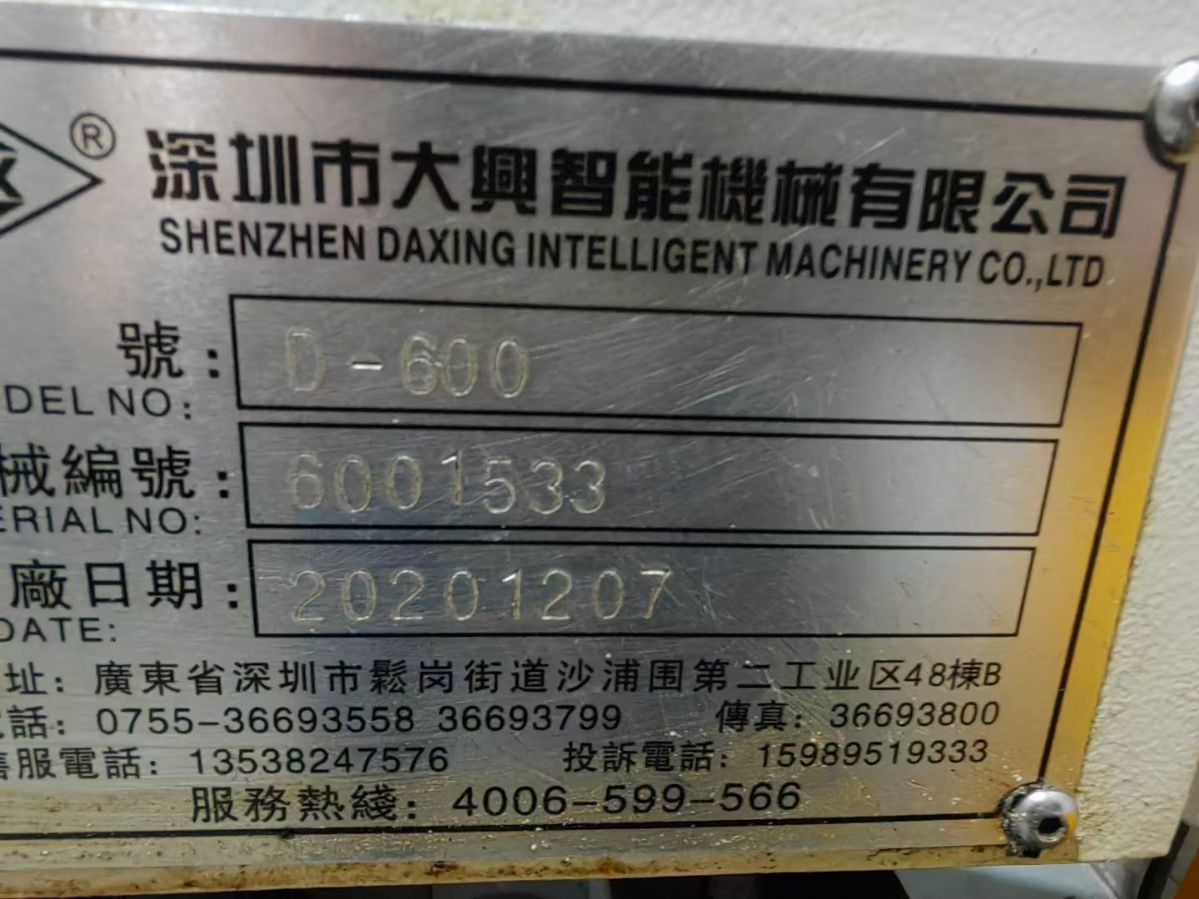 ®
深圳市大興智能機械有限公司
SHENZHEN DAXING INTELLIGENT MACHINERY CO.,LTD
號: D-600
DEL NO:
械編號: 6001533
ERIAL NO:
廠日期: 20201207
DATE:
址: 廣東省深圳市鬆岗街道沙浦围第二工业区48棟B
話: 0755-36693558 36693799 傳真: 36693800
服電話: 13538247576 投訴電話: 15989519333
服務熱綫: 4006-599-566